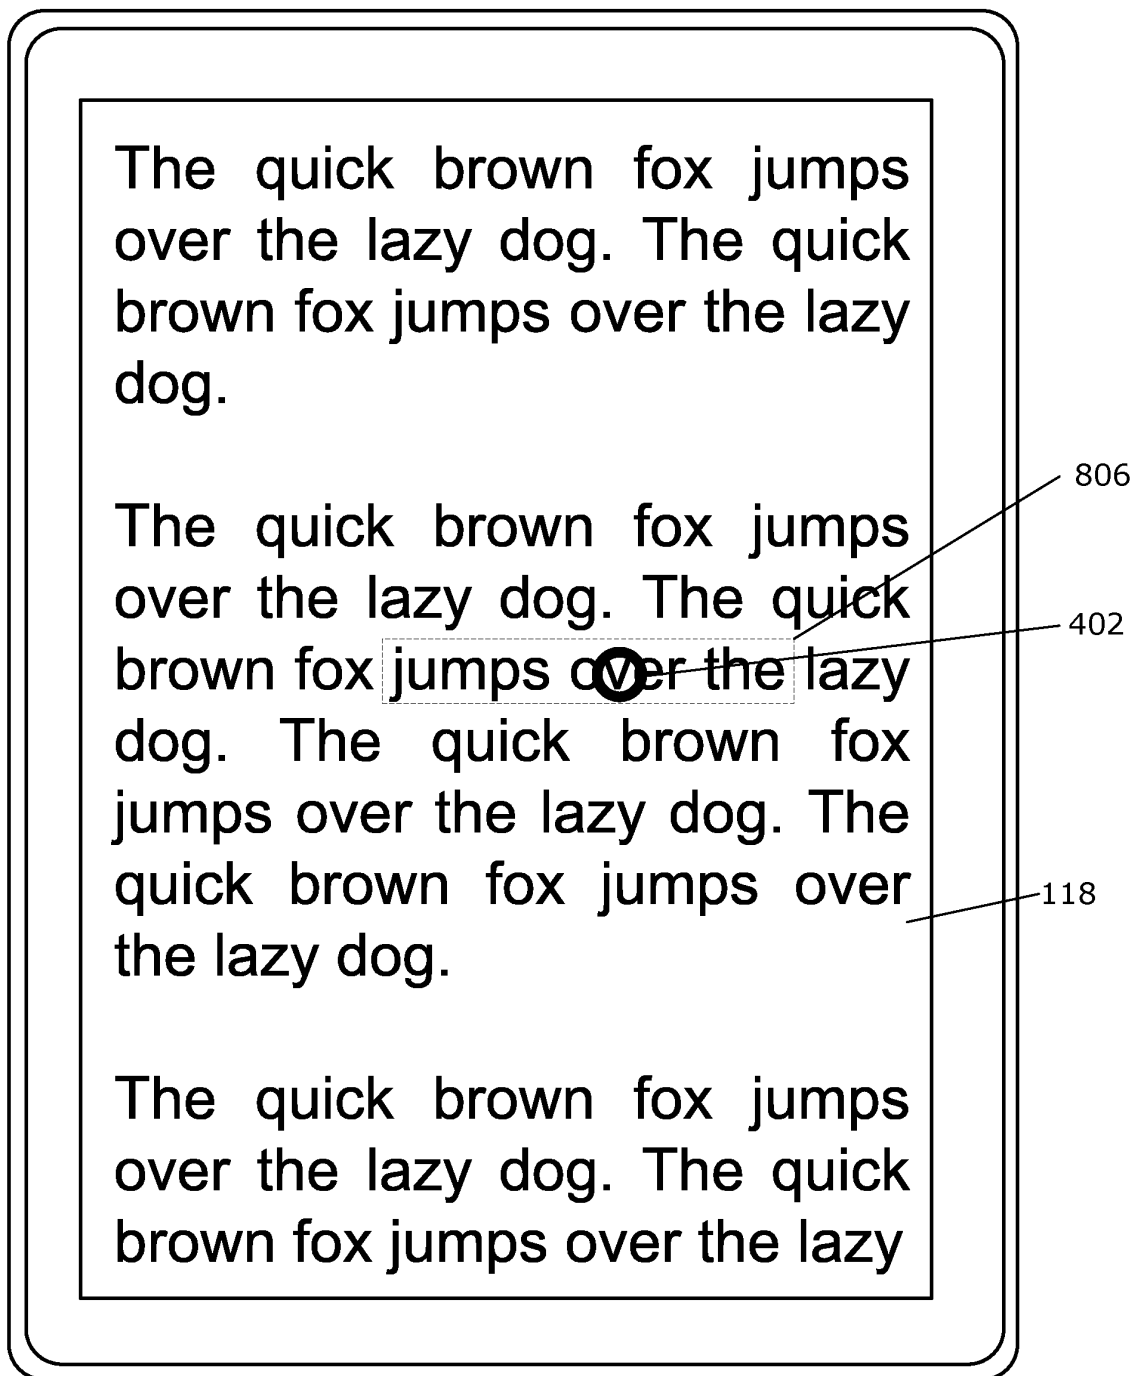 The quick brown fox jumps
over the lazy dog. The quick
brown fox jumps over the lazy
dog.
The quick brown fox jumps
over the lazy dog. The quick
brown fox jumps over the lazy
dog. The quick brown fox
jumps over the lazy dog. The
quick brown fox jumps over
the lazy dog.
The quick brown fox jumps
over the lazy dog. The quick
brown fox jumps over the lazy
806
402
118